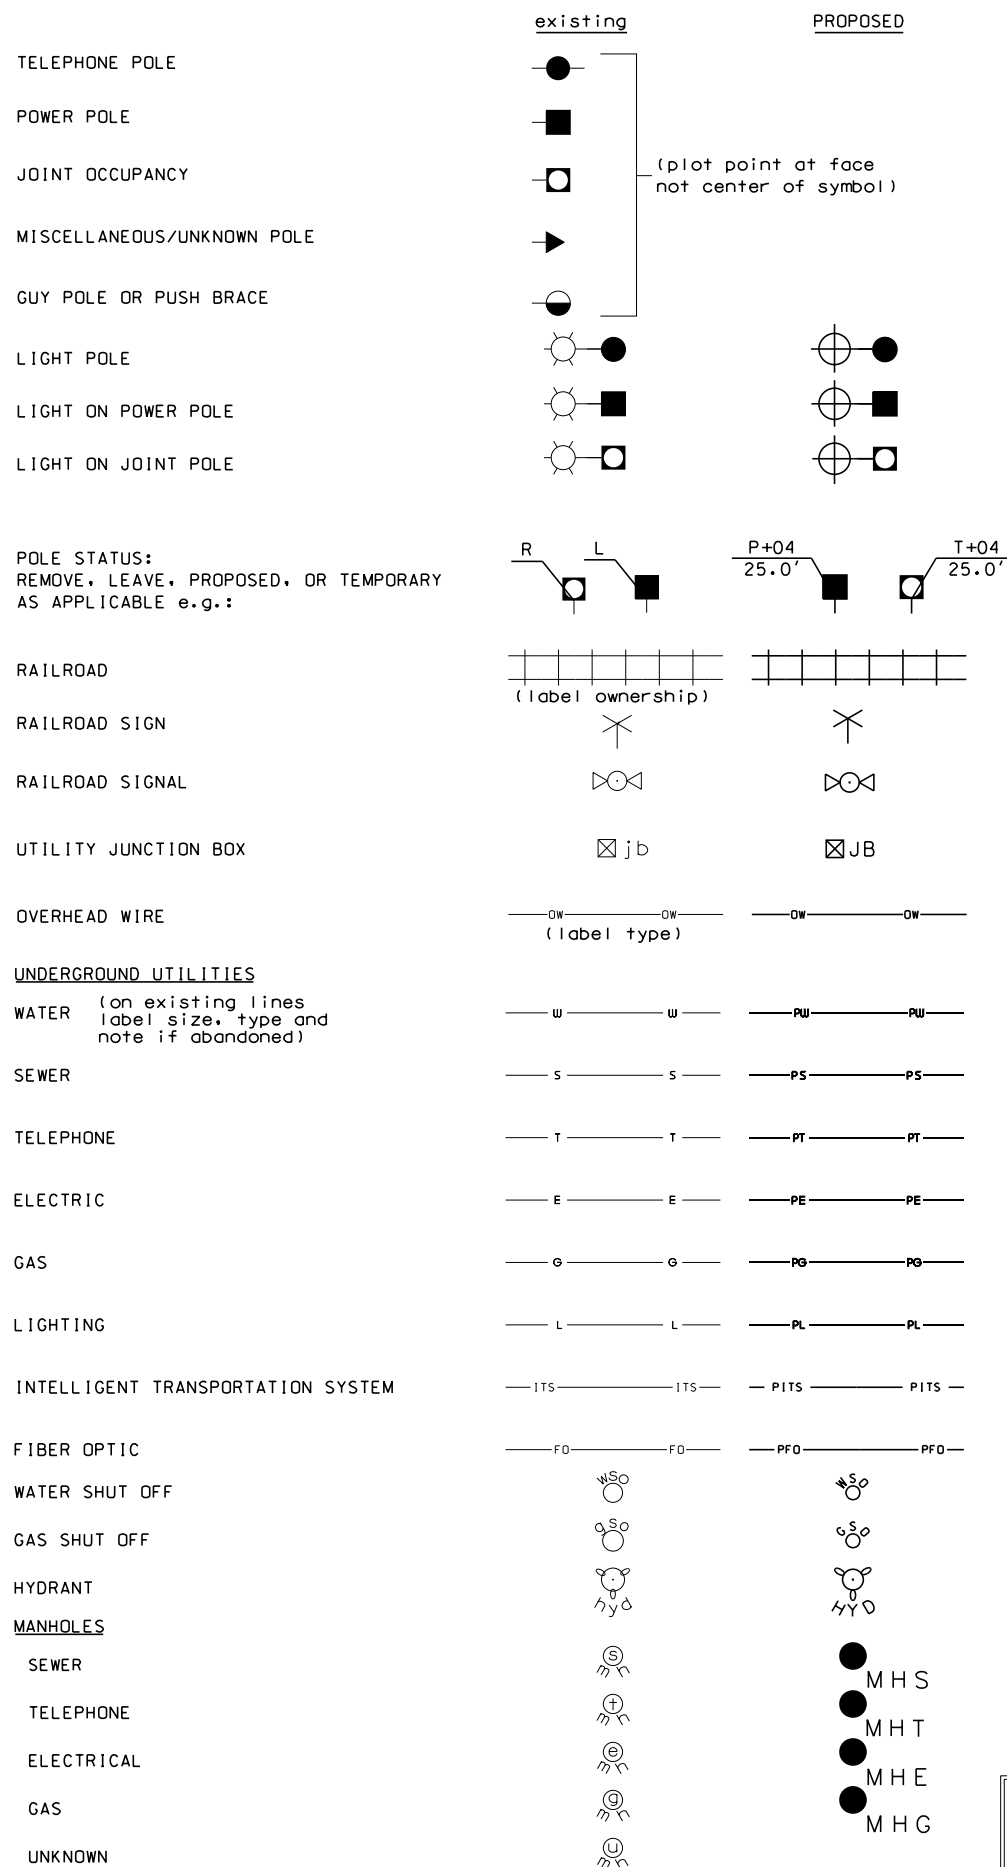 existing PROPOSED
TELEPHONE POLE
POWER POLE
(plot point at face
not center of symbol)
JOINT OCCUPANCY
MISCELLANEOUS/UNKNOWN POLE
GUY POLE OR PUSH BRACE
LIGHT POLE
LIGHT ON POWER POLE
LIGHT ON JOINT POLE
POLE STATUS:
REMOVE, LEAVE, PROPOSED, OR TEMPORARY
AS APPLICABLE e.g.:
R L P+04 T+04
25.0' 25.0'
RAILROAD
(label ownership)
RAILROAD SIGN
RAILROAD SIGNAL
UTILITY JUNCTION BOX jb JB
OVERHEAD WIRE OW OW OW OW
(label type)
UNDERGROUND UTILITIES
WATER (on existing lines
label size, type and
note if abandoned)
W W PW PW
SEWER S S PS PS
TELEPHONE T T PT PT
ELECTRIC E E PE PE
GAS G G PG PG
LIGHTING L L PL PL
INTELLIGENT TRANSPORTATION SYSTEM ITS ITS PITS PITS
FIBER OPTIC FO FO PFO PFO
WATER SHUT OFF wso WSO
GAS SHUT OFF gso GSO
HYDRANT hyd HYD
MANHOLES
SEWER s mh MHS
TELEPHONE t mh MHT
ELECTRICAL e mh MHE
GAS g mh MHG
UNKNOWN u mh